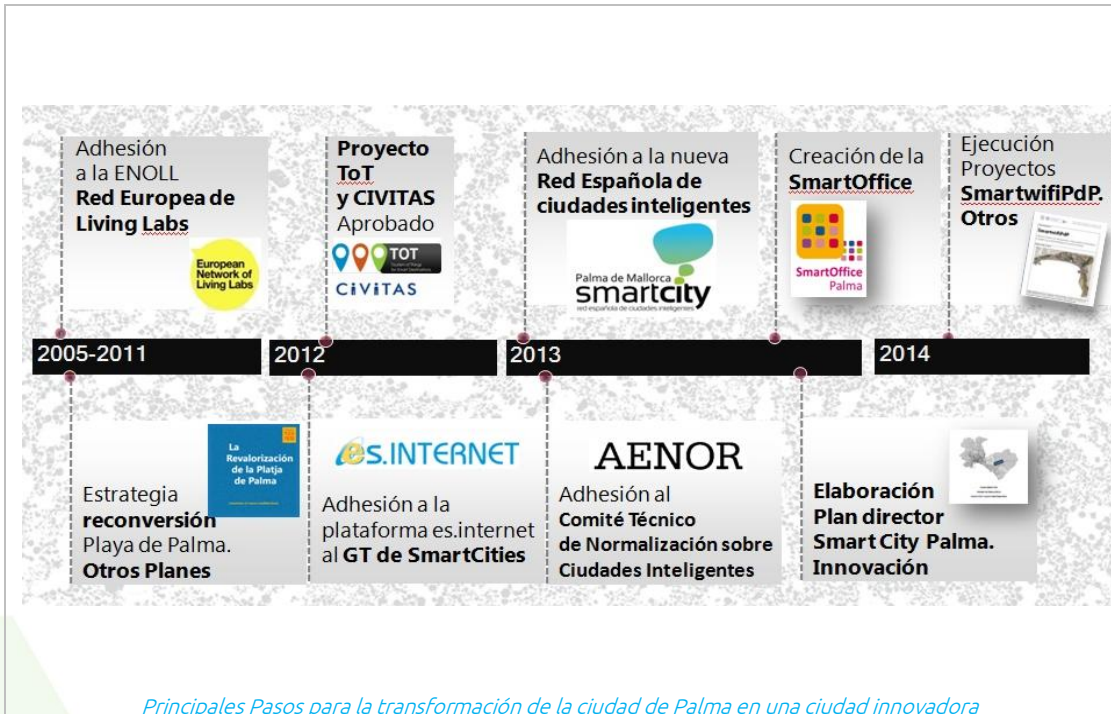 Adhesión
a la ENOLL
Red Europea de
Living Labs
European
Network of
Living Labs
Proyecto
ToT
y CIVITAS
Aprobado
TOT
CiViTAS
Adhesión a la nueva
Red Española de
ciudades inteligentes
Palma de Mallorca
smartcity
red española de ciudades inteligentes
Creación de la
SmartOffice
SmartOffice
Palma
Ejecución
Proyectos
SmartwifiPdP.
Otros
SmartwifiPdP
2005-2011
2012
2013
2014
La
Revalorización
de la Platja
de Palma
Estrategia
reconversión
Playa de Palma.
Otros Planes
es.INTERNET
Adhesión a la
plataforma es.internet
al GT de SmartCities
AENOR
Adhesión al
Comité Técnico
de Normalización sobre
Ciudades Inteligentes
Elaboración
Plan director
Smart City Palma.
Innovación
Principales Pasos para la transformación de la ciudad de Palma en una ciudad innovadora